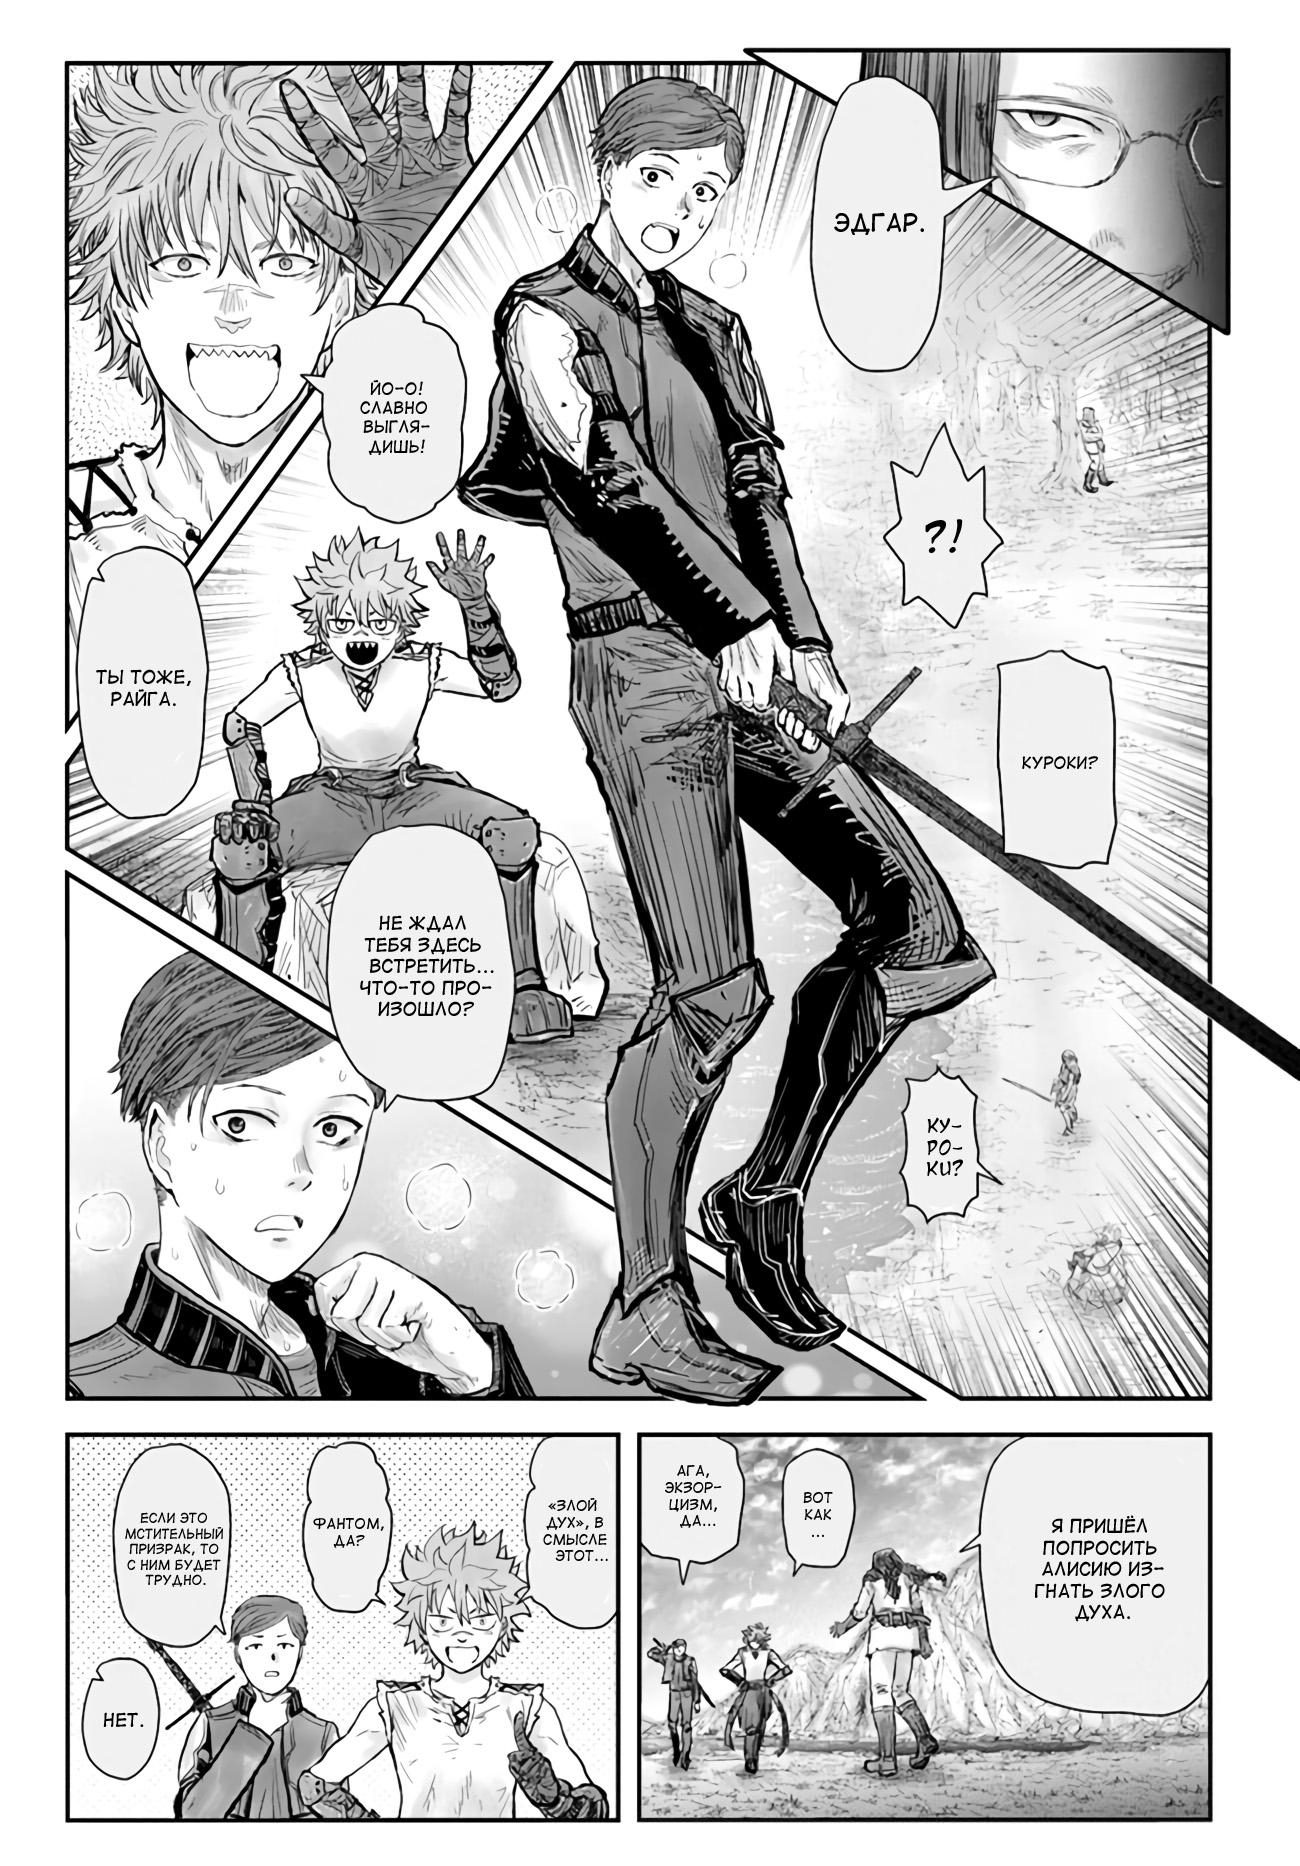 ЭДГАР.
?!
КУРОКИ?
КУ-
РО-
КИ?
ЙО-О!
СЛАВНО
ВЫГЛЯ-
ДИШЬ!
ТЫ ТОЖЕ,
РАЙГА.
НЕ ЖДАЛ
ТЕБЯ ЗДЕСЬ
ВСТРЕТИТЬ...
ЧТО-ТО ПРО-
ИЗОШЛО?
Я ПРИШЁЛ
ПОПРОСИТЬ
АЛИСИЮ ИЗ-
ГНАТЬ ЗЛОГО
ДУХА.
ВОТ
КАК
...
АГА,
ЭКЗОР-
ЦИЗМ,
ДА...
«ЗЛОЙ
ДУХ», В
СМЫСЛЕ
ЭТОТ...
ФАНТОМ,
ДА?
ЕСЛИ ЭТО
МСТИТЕЛЬНЫЙ
ПРИЗРАК, ТО
С НИМ БУДЕТ
ТРУДНО.
НЕТ.